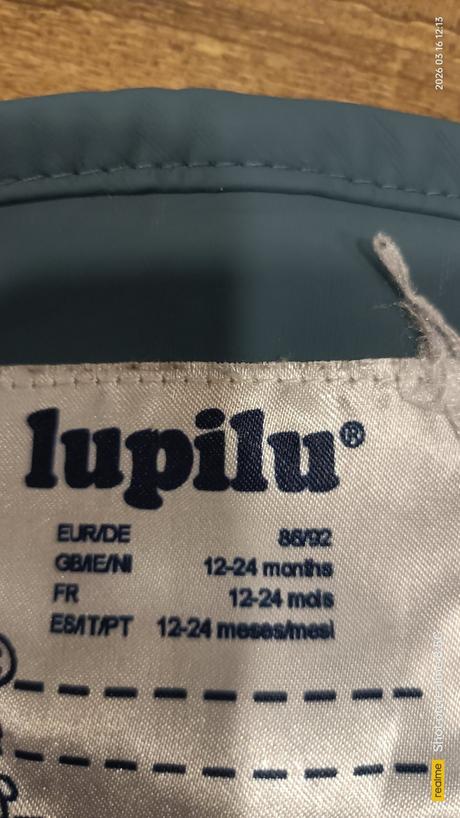 lupilu®
EUR/DE 86/92
GB/IE/NI 12-24 months
FR 12-24 mois
ES/IT/PT 12-24 meses/mesi
2026 03 16 12:13
realme